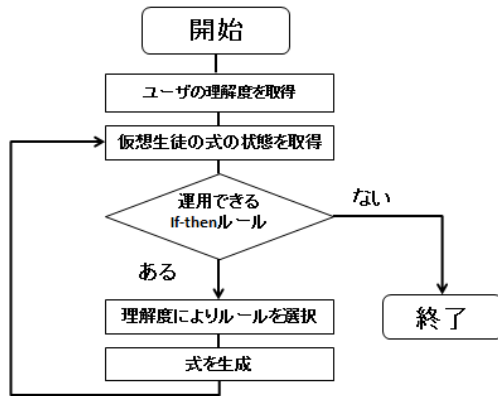 開始
ユーザの理解度を取得
仮想生徒の式の状態を取得
運用できる
If-thenルール
ない
ある
理解度によりルールを選択
終了
式を生成